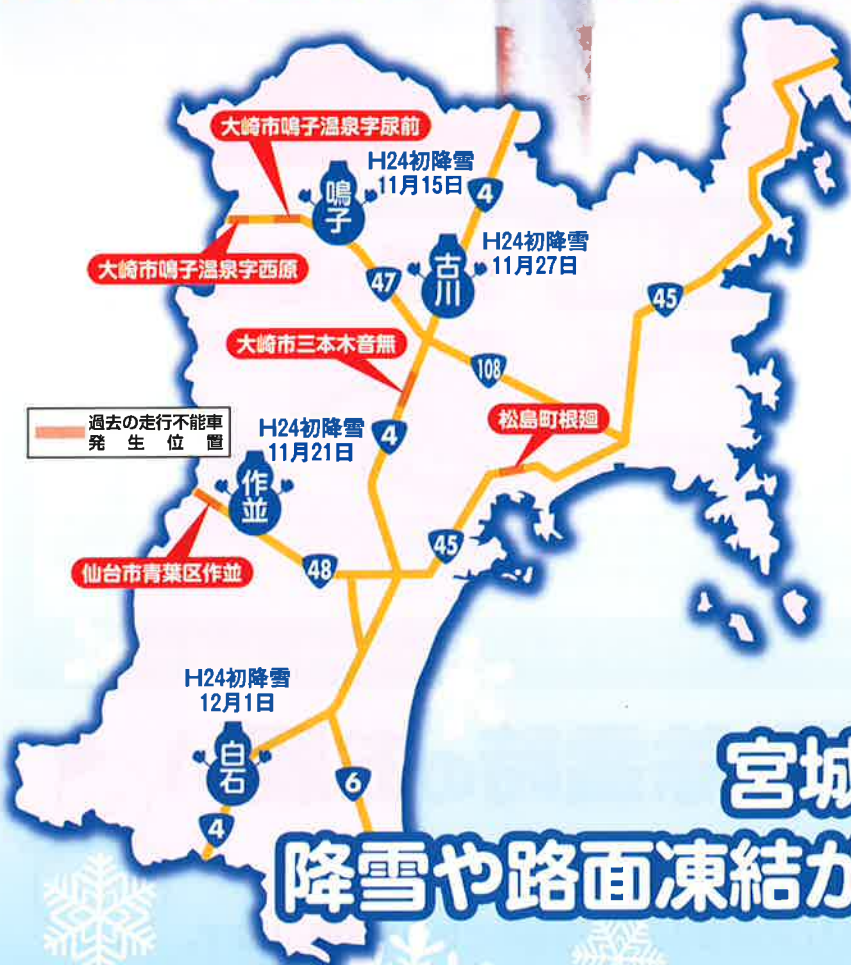 大崎市鳴子温泉字尿前
H24初降雪
11月15日
鳴子
4
H24初降雪
11月27日
古川
大崎市鳴子温泉字西原
47
45
大崎市三本木音無
108
過去の走行不能車
発生位置
H24初降雪
11月21日
4
松島町根廻
作並
45
仙台市青葉区作並
48
H24初降雪
12月1日
白石
6
4
宮城
降雪や路面凍結が